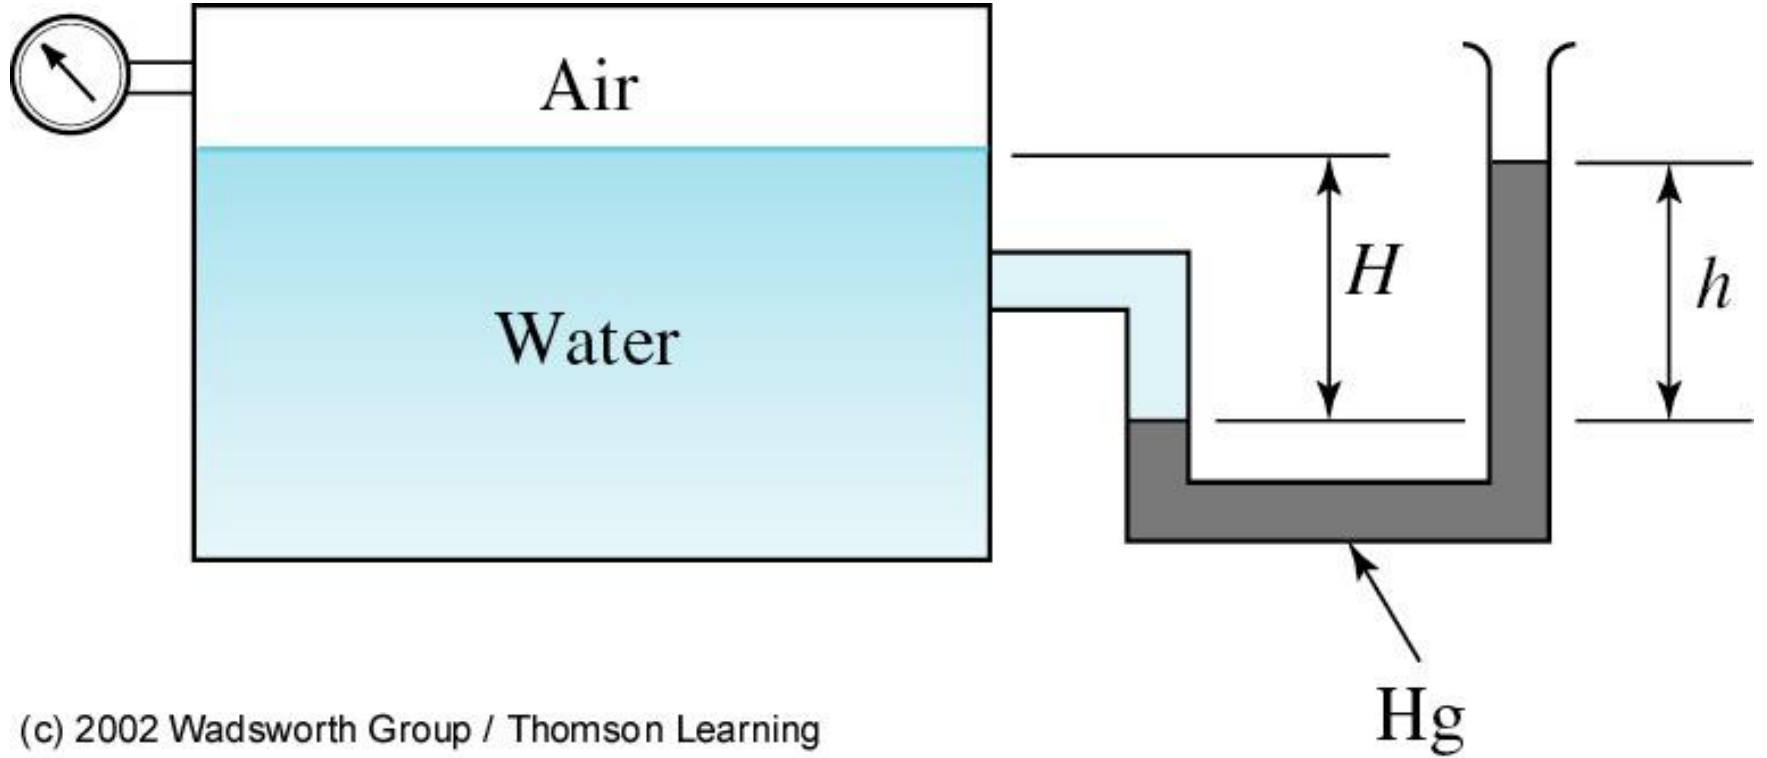 Air
Water
H
h
Hg
(c) 2002 Wadsworth Group / Thomson Learning